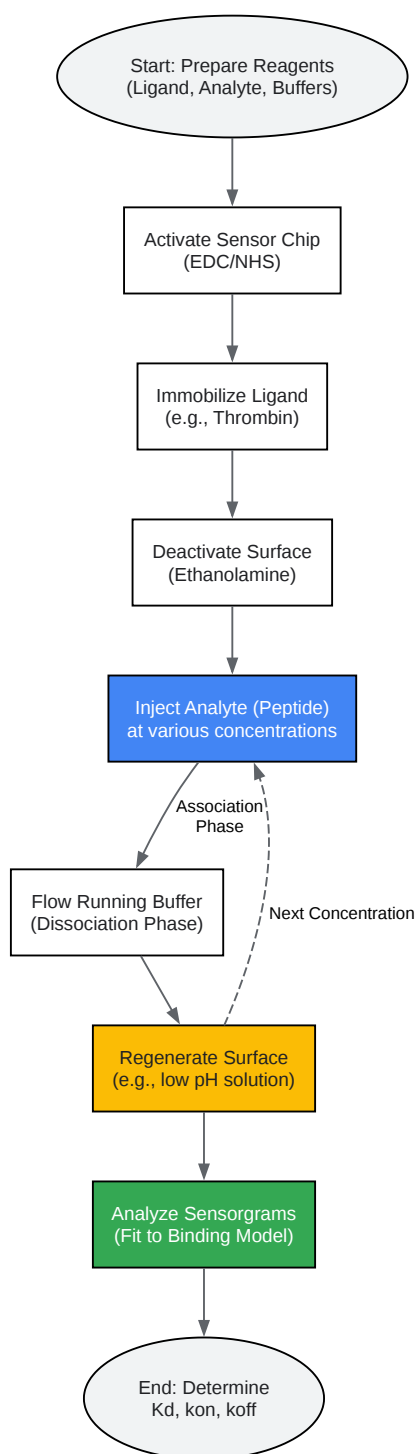 Start: Prepare Reagents
(Ligand, Analyte, Buffers)
Activate Sensor Chip
(EDC/NHS)
Immobilize Ligand
(e.g., Thrombin)
Deactivate Surface
(Ethanolamine)
Inject Analyte (Peptide)
at various concentrations
Association
Phase
Flow Running Buffer
(Dissociation Phase)
Next Concentration
Regenerate Surface
(e.g., low pH solution)
Analyze Sensorgrams
(Fit to Binding Model)
End: Determine
Kd, kon, koff